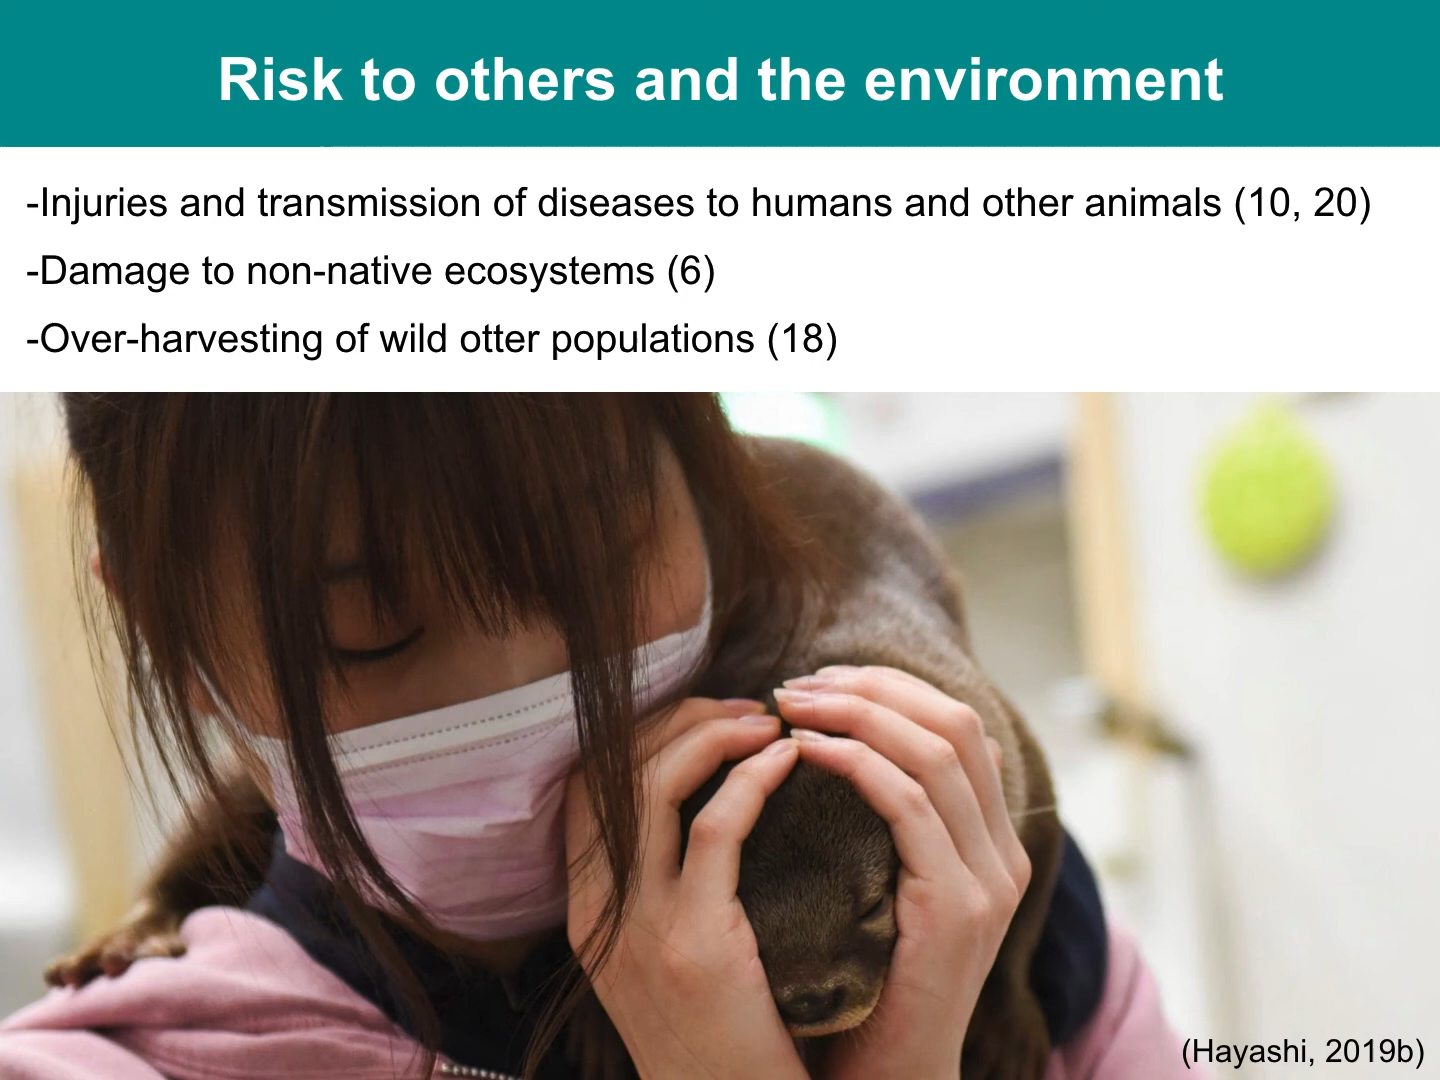 Risk to others and the environment
-Injuries and transmission of diseases to humans and other animals (10, 20)
-Damage to non-native ecosystems (6)
-Over-harvesting of wild otter populations (18)
(Hayashi, 2019b)